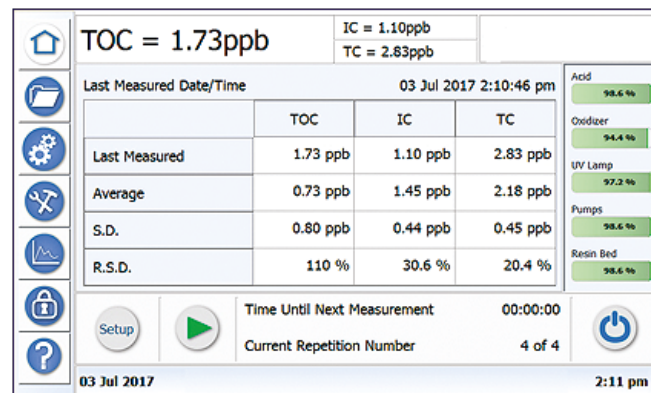 TOC = 1.73ppb
IC = 1.10ppb
TC = 2.83ppb
Last Measured Date/Time 03 Jul 2017 2:10:46 pm
TOC IC TC
Last Measured 1.73 ppb 1.10 ppb 2.83 ppb
Average 0.73 ppb 1.45 ppb 2.18 ppb
S.D. 0.80 ppb 0.44 ppb 0.45 ppb
R.S.D. 110 % 30.6 % 20.4 %
Acid
98.6 %
Oxidizer
94.4 %
UV Lamp
97.2 %
Pumps
98.6 %
Resin Bed
98.6 %
Setup
Time Until Next Measurement 00:00:00
Current Repetition Number 4 of 4
?
03 Jul 2017 2:11 pm